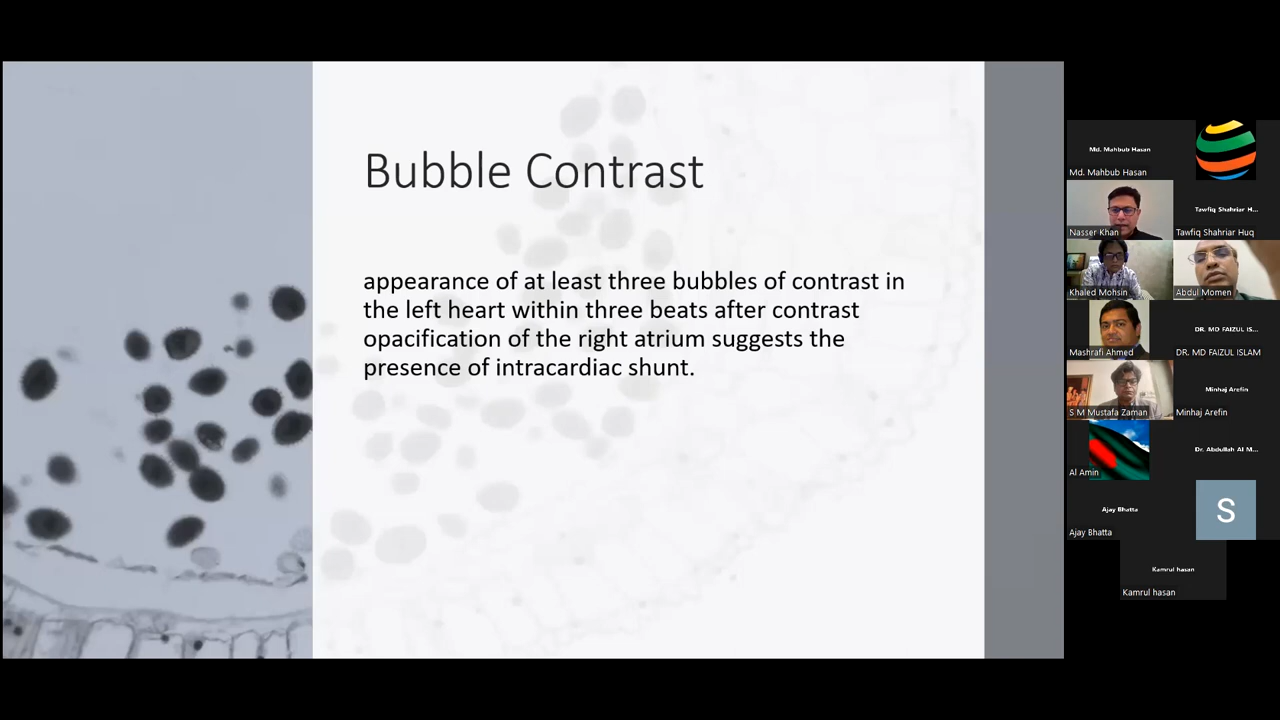 Bubble Contrast
appearance of at least three bubbles of contrast in
the left heart within three beats after contrast
opacification of the right atrium suggests the
presence of intracardiac shunt.
Md. Mahbub Hasan
Md. Mahbub Hasan
Nasser Khan
Tawfiq Shahriar H...
Tawfiq Shahriar Huq
Khaled Mohsin
Abdul Momen
Mashrafi Ahmed
DR. MD FAIZUL IS...
DR. MD FAIZUL ISLAM
S M Mustafa Zaman
Minhaj Arefin
Minhaj Arefin
Al Amin
Dr. Abdullah Al M...
Ajay Bhatta
Ajay Bhatta
S
Kamrul hasan
Kamrul hasan